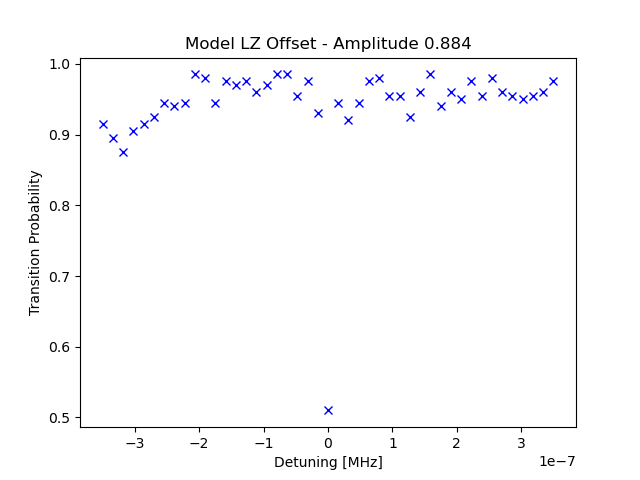 Model LZ Offset - Amplitude 0.884
1.0
0.9
0.8
0.7
0.6
0.5
Transition Probability
−3 −2 −1 0 1 2 3
1e−7
Detuning [MHz]